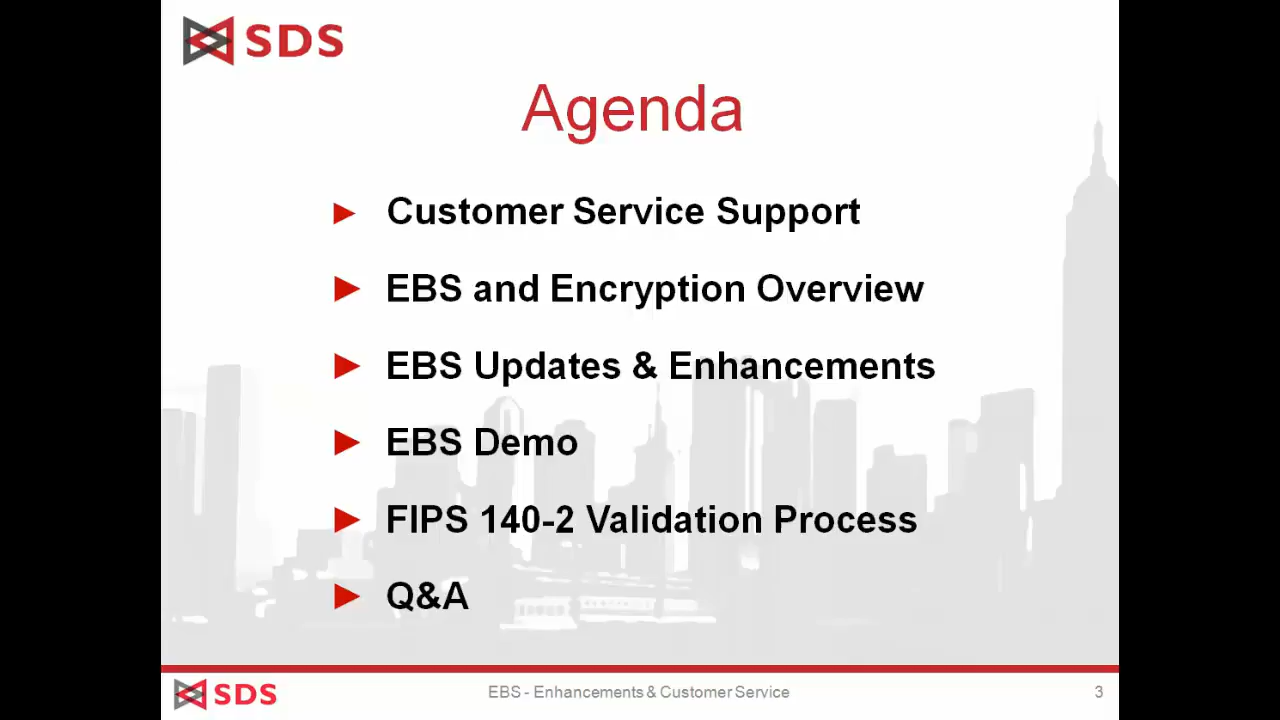 SDS
Agenda
Customer Service Support
EBS and Encryption Overview
EBS Updates & Enhancements
EBS Demo
FIPS 140-2 Validation Process
Q&A
SDS
EBS - Enhancements & Customer Service
3